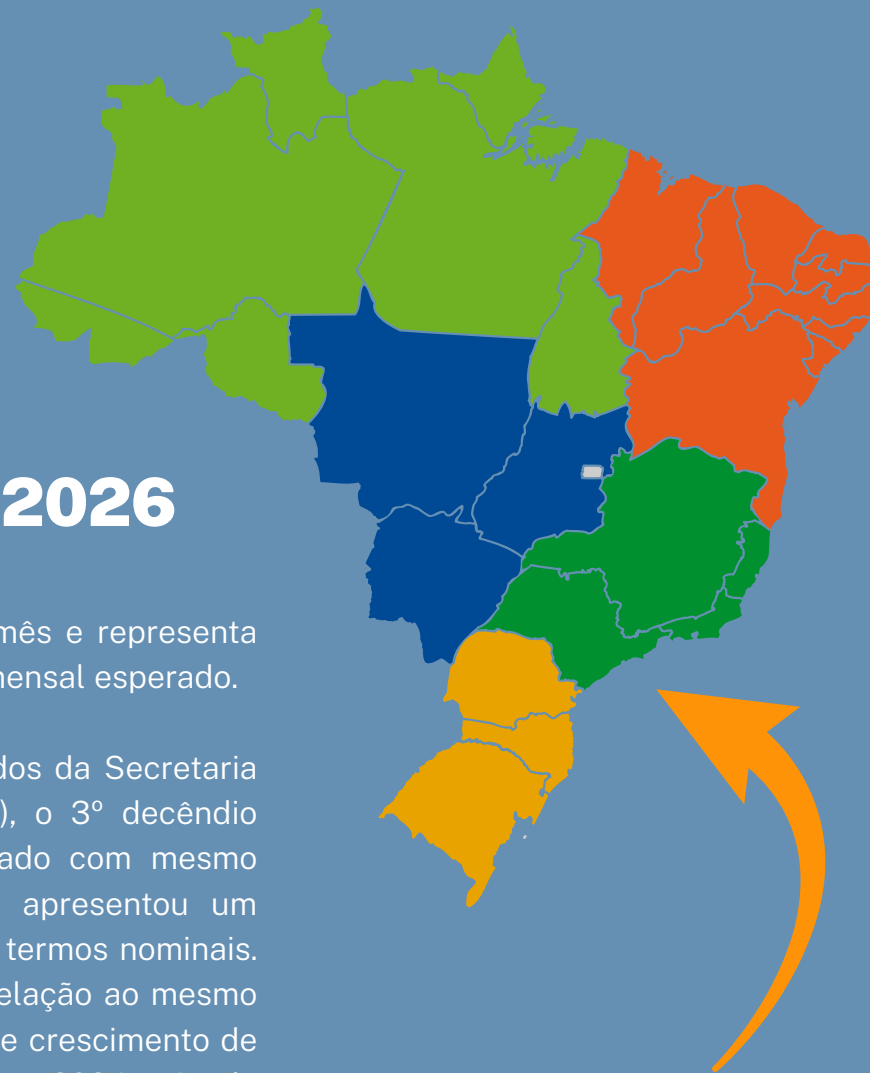 2026
mês e representa
mensal esperado.
dos da Secretaria
), o 3º decêndio
ado com mesmo
apresentou um
termos nominais.
elação ao mesmo
e crescimento de